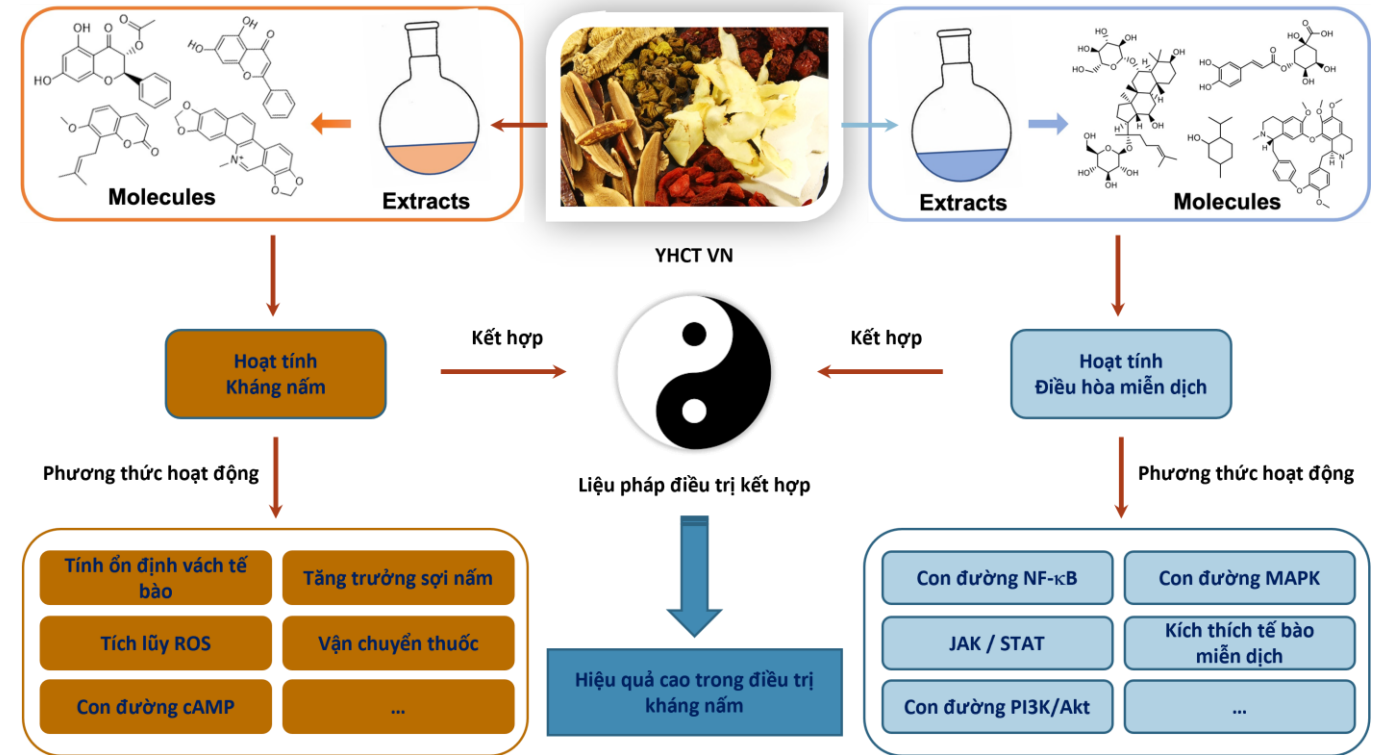 Molecules
Extracts
Extracts
Molecules
YHCT VN
Hoạt tính
Kháng nấm
Kết hợp
Kết hợp
Hoạt tính
Điều hòa miễn dịch
Phương thức hoạt động
Liệu pháp điều trị kết hợp
Phương thức hoạt động
Tính ổn định vách tế
bào
Tăng trưởng sợi nấm
Tích lũy ROS
Vận chuyển thuốc
Con đường cAMP
...
Hiệu quả cao trong điều trị
kháng nấm
Con đường NF-κB
Con đường MAPK
JAK / STAT
Kích thích tế bào
miễn dịch
Con đường PI3K/Akt
...